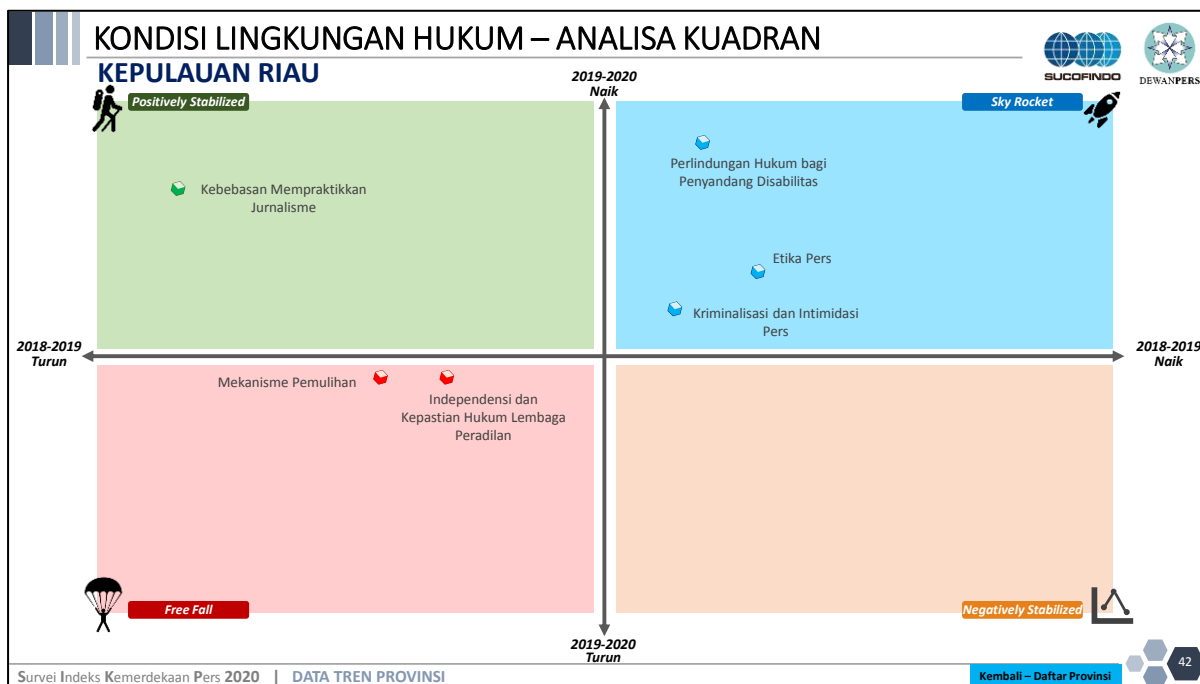 KONDISI LINGKUNGAN HUKUM – ANALISA KUADRAN
KEPULAUAN RIAU
SUCOFINDO
DEWANPERS
2019-2020
Naik
Positively Stabilized
Sky Rocket
Perlindungan Hukum bagi
Penyandang Disabilitas
Kebebasan Mempraktikkan
Jurnalisme
Etika Pers
Kriminalisasi dan Intimidasi
Pers
2018-2019
Turun
2018-2019
Naik
Mekanisme Pemulihan
Independensi dan
Kepastian Hukum Lembaga
Peradilan
Free Fall
Negatively Stabilized
2019-2020
Turun
Survei Indeks Kemerdekaan Pers 2020 | DATA TREN PROVINSI
Kembali – Daftar Provinsi
42